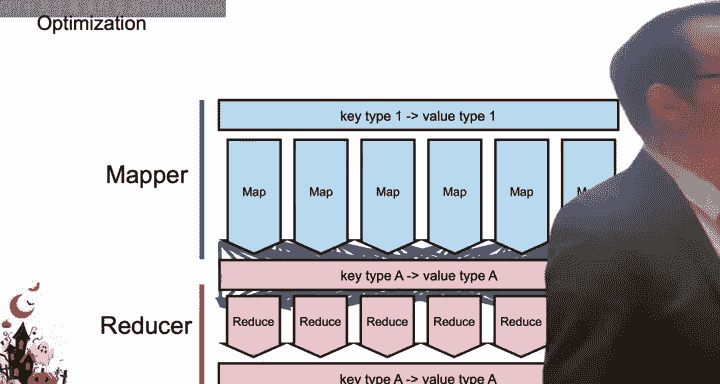 Optimization
key type 1 -> value type 1
Mapper
Map Map Map Map Map
key type A -> value type A
Reducer
Reduce Reduce Reduce Reduce Reduce
key type A -> value type A